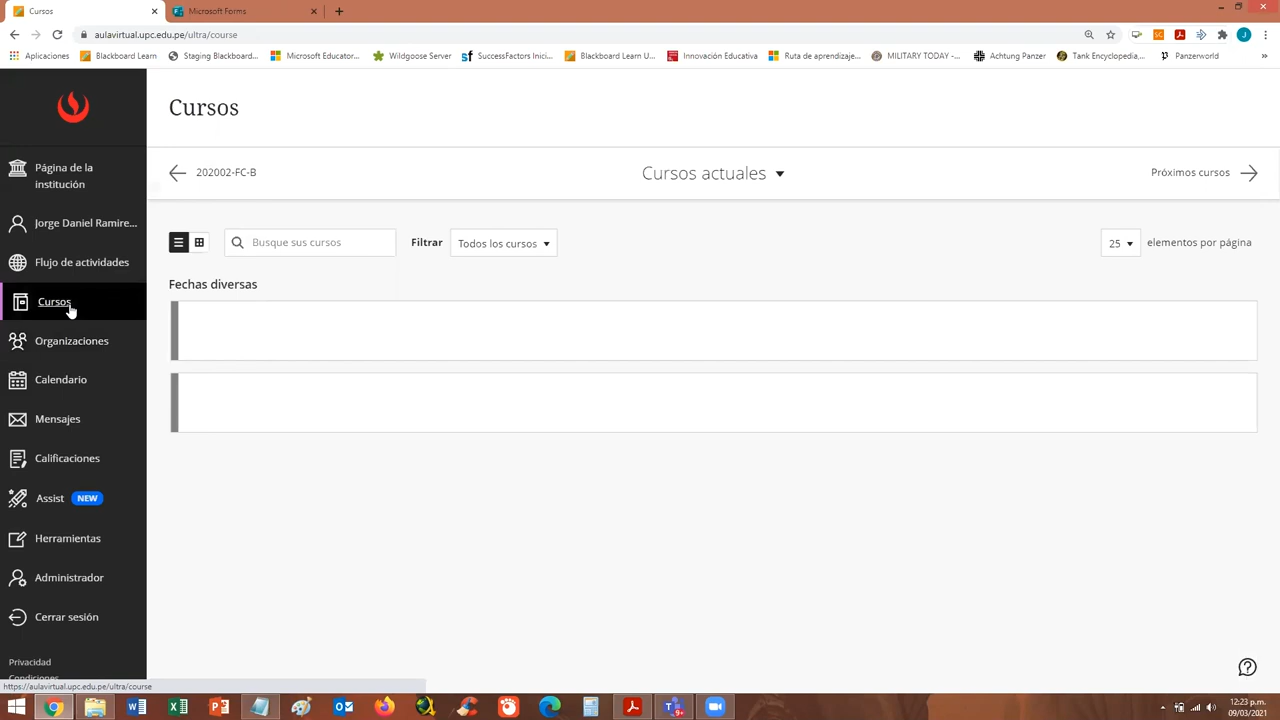 Cursos
Microsoft Forms
aulavirtual.upc.edu.pe/ultra/course
J
Aplicaciones
Blackboard Learn
Staging Blackboard...
Microsoft Educator...
Wildgoose Server
SuccessFactors Inici...
Blackboard Learn U...
Innovación Educativa
Ruta de aprendizaje...
MILITARY TODAY -...
Achtung Panzer
Tank Encyclopedia,...
Panzerworld
»
Página de la
institución
Jorge Daniel Ramire...
Flujo de actividades
Cursos
Organizaciones
Calendario
Mensajes
Calificaciones
Assist NEW
Herramientas
Administrador
Cerrar sesión
Privacidad
Condiciones
Cursos
202002-FC-B
Cursos actuales
Próximos cursos
Busque sus cursos
Filtrar
Todos los cursos
25
elementos por página
Fechas diversas
https://aulavirtual.upc.edu.pe/ultra/course
12:23 p.m.
09/03/2021